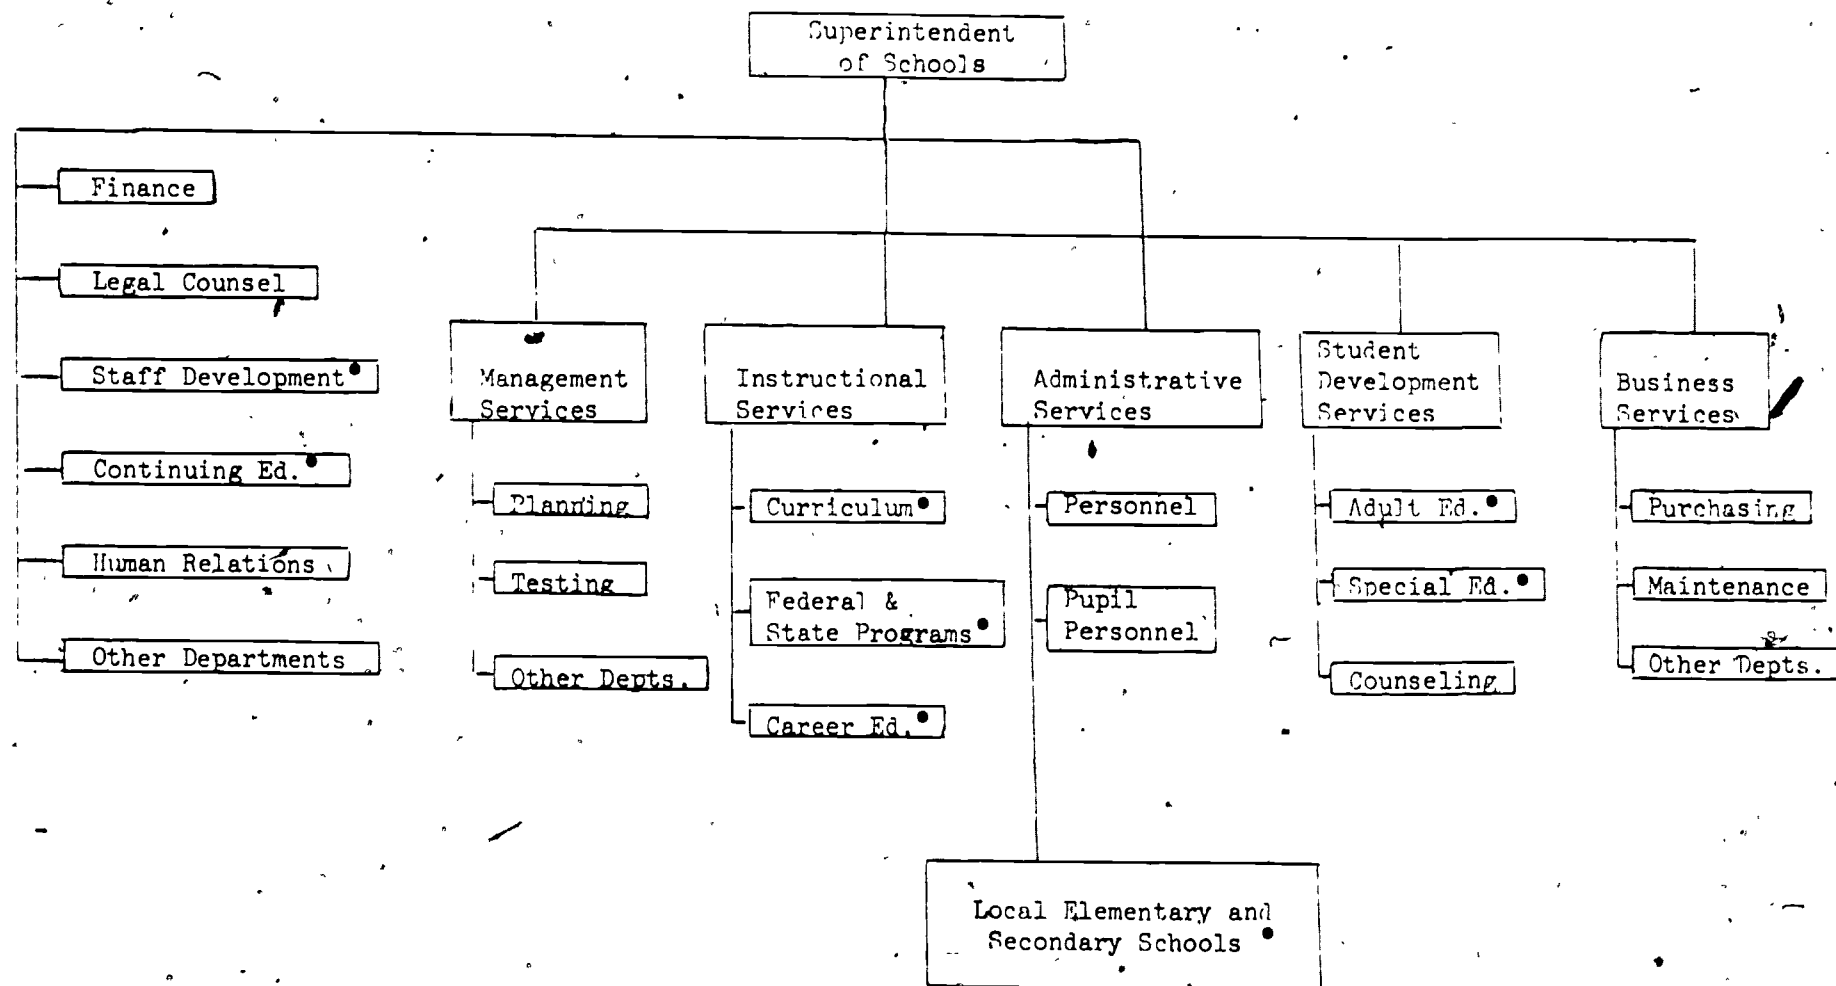 Superintendent
of Schools
Finance
Legal Counsel
Staff Development●
Continuing Ed.●
Human Relations
Other Departments
Management
Services
Planning
Testing
Other Depts.
Instructional
Services
Curriculum●
Federal &
State Programs●
Career Ed.●
Administrative
Services
Personnel
Pupil
Personnel
Student
Development
Services
Adult Ed.●
Special Ed.●
Counseling
Business
Services
Purchasing
Maintenance
Other Depts.
Local Elementary and
Secondary Schools ●